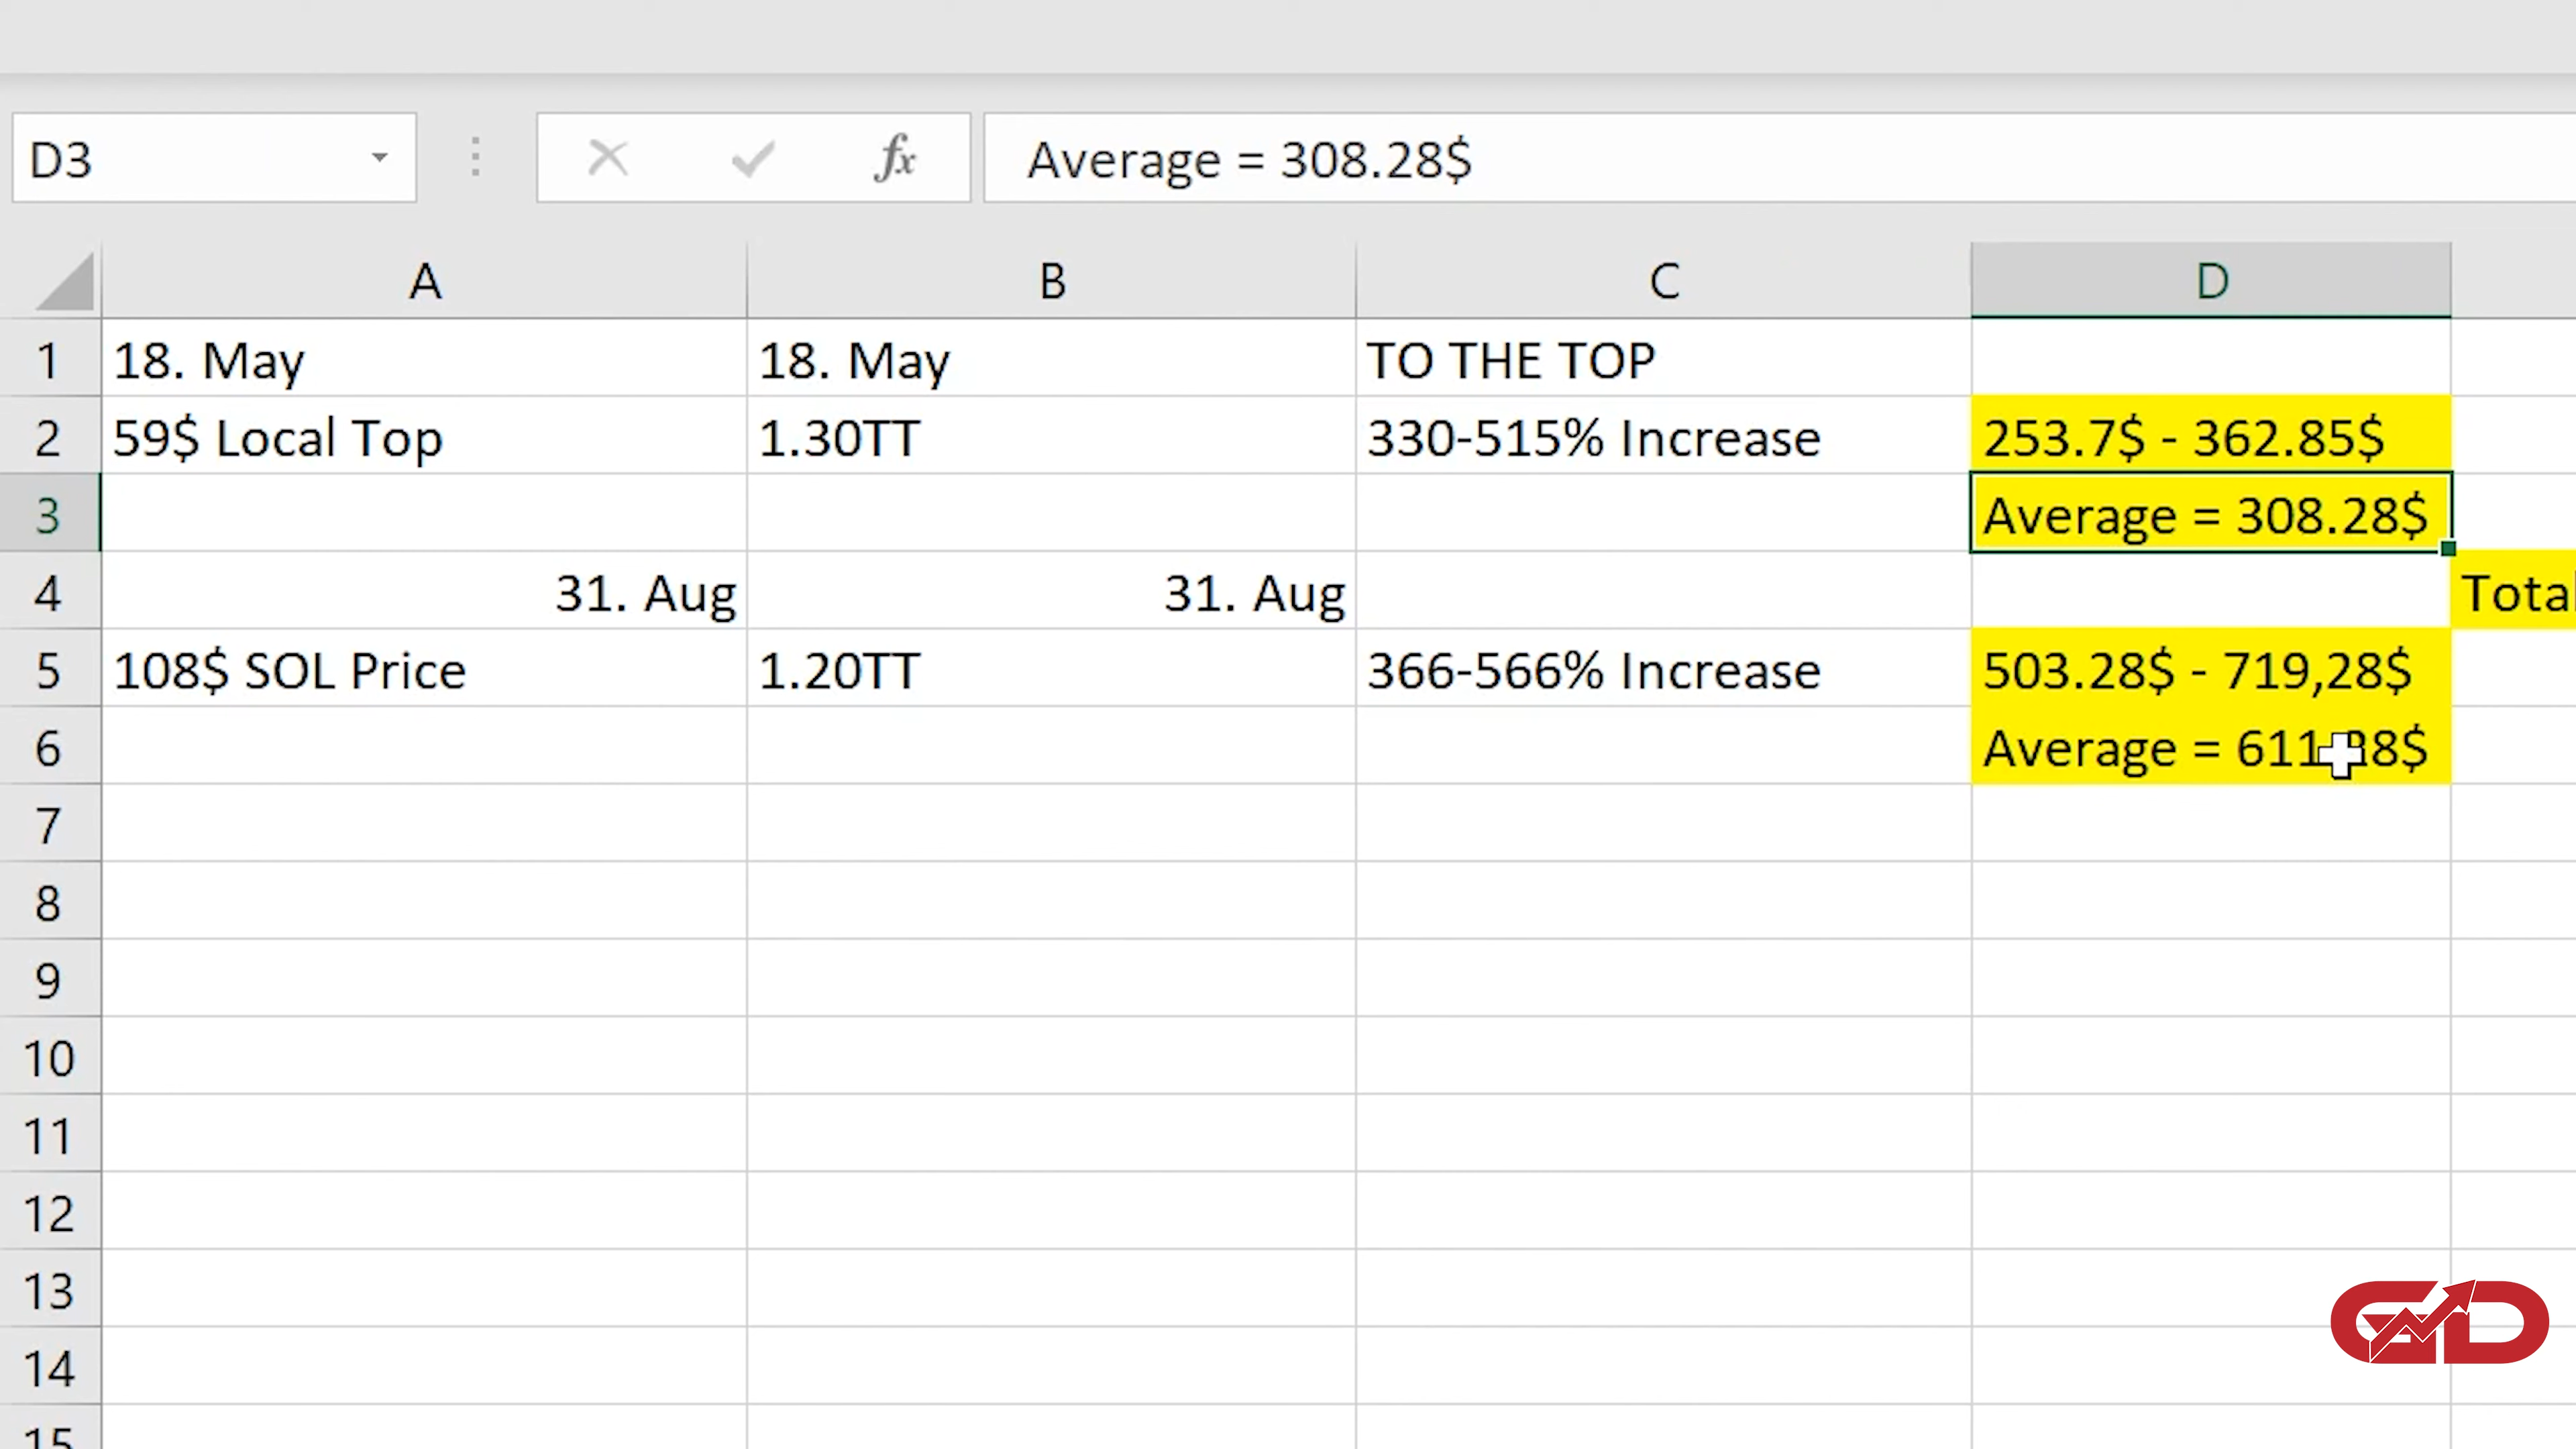 D3 fx Average = 308.28$
A B C D
1 18. May 18. May TO THE TOP
2 59$ Local Top 1.30TT 330-515% Increase 253.7$ - 362.85$
3 Average = 308.28$
4 31. Aug 31. Aug Total
5 108$ SOL Price 1.20TT 366-566% Increase 503.28$ - 719,28$
6 Average =
7
8
9
10
11
12
13
GD
14
15